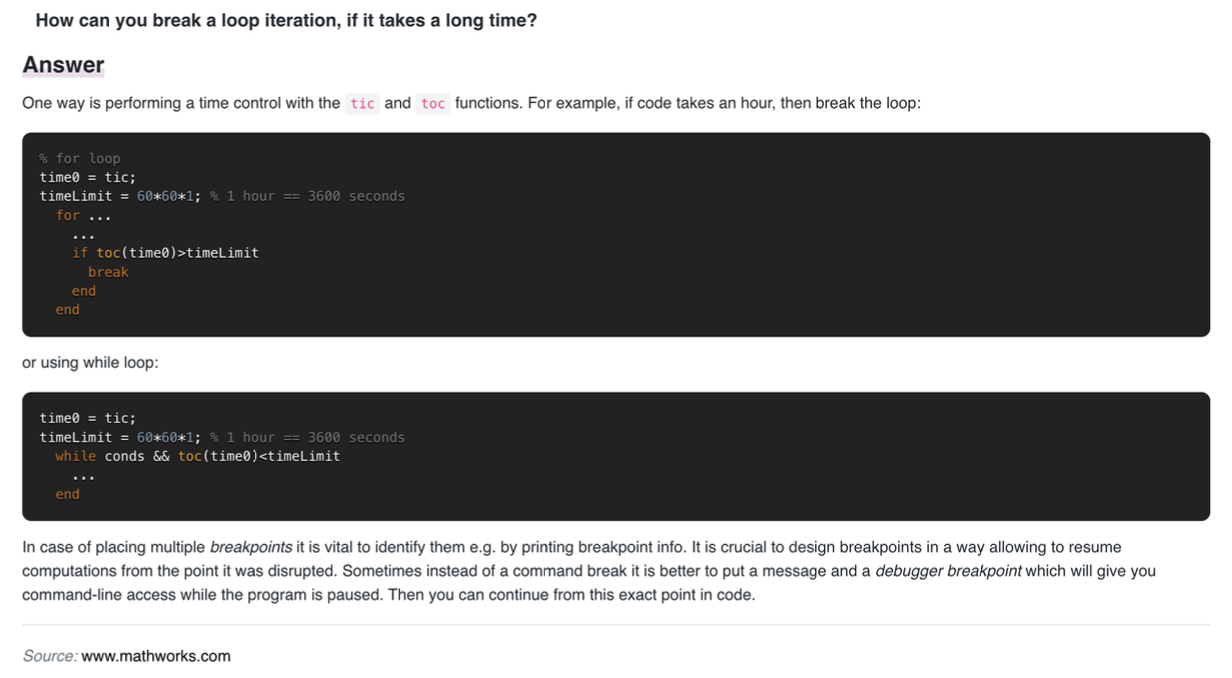 How can you break a loop iteration, if it takes a long time?
Answer
One way is performing a time control with the tic and toc functions. For example, if code takes an hour, then break the loop:
% for loop
time0 = tic;
timeLimit = 60*60*1; % 1 hour == 3600 seconds
for ...
...
if toc(time0)>timeLimit
break
end
end
or using while loop:
time0 = tic;
timeLimit = 60*60*1; % 1 hour == 3600 seconds
while conds && toc(time0)<timeLimit
...
end
In case of placing multiple breakpoints it is vital to identify them e.g. by printing breakpoint info. It is crucial to design breakpoints in a way allowing to resume
computations from the point it was disrupted. Sometimes instead of a command break it is better to put a message and a debugger breakpoint which will give you
command-line access while the program is paused. Then you can continue from this exact point in code.
Source: www.mathworks.com